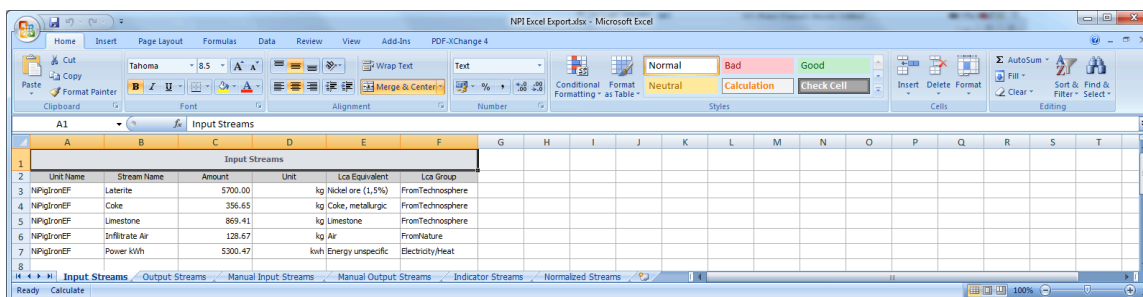 NPI Excel Export.xlsx - Microsoft Excel
Home Insert Page Layout Formulas Data Review View Add-Ins PDF-XChange 4
Paste Cut Copy Format Painter
Tahoma 8.5 A A
B I U A
Wrap Text
Merge & Center
Text
% ,
Conditional Formatting as Table
Format
Normal Bad Good
Neutral Calculation Check Cell
Insert Delete Format
Σ AutoSum
Fill
Clear
Sort & Filter
Find & Select
Clipboard Font Alignment Number Styles Cells Editing
A1 fx Input Streams
A B C D E F G H I J K L M N O P Q R S T
1 Input Streams
2 Unit Name Stream Name Amount Unit Lca Equivalent Lca Group
3 NiPigIronEF Laterite 5700.00 kg Nickel ore (1,5%) FromTechnosphere
4 NiPigIronEF Coke 356.65 kg Coke, metallurgic FromTechnosphere
5 NiPigIronEF Limestone 869.41 kg Limestone FromTechnosphere
6 NiPigIronEF Infilitrate Air 128.67 kg Air FromNature
7 NiPigIronEF Power kWh 5300.47 kwh Energy unspecific Electricity/Heat
8
Input Streams Output Streams Manual Input Streams Manual Output Streams Indicator Streams Normalized Streams
Ready Calculate 100%